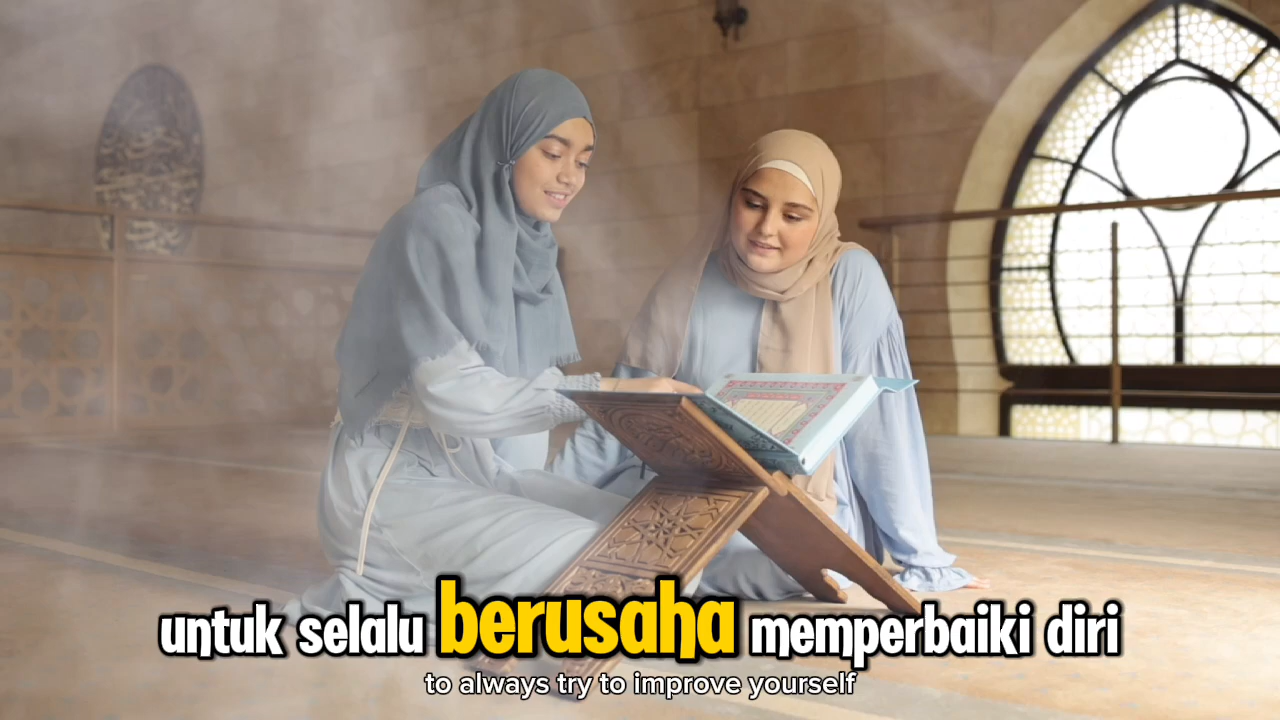 untuk selalu berusaha memperbaiki diri
to always try to improve yourself